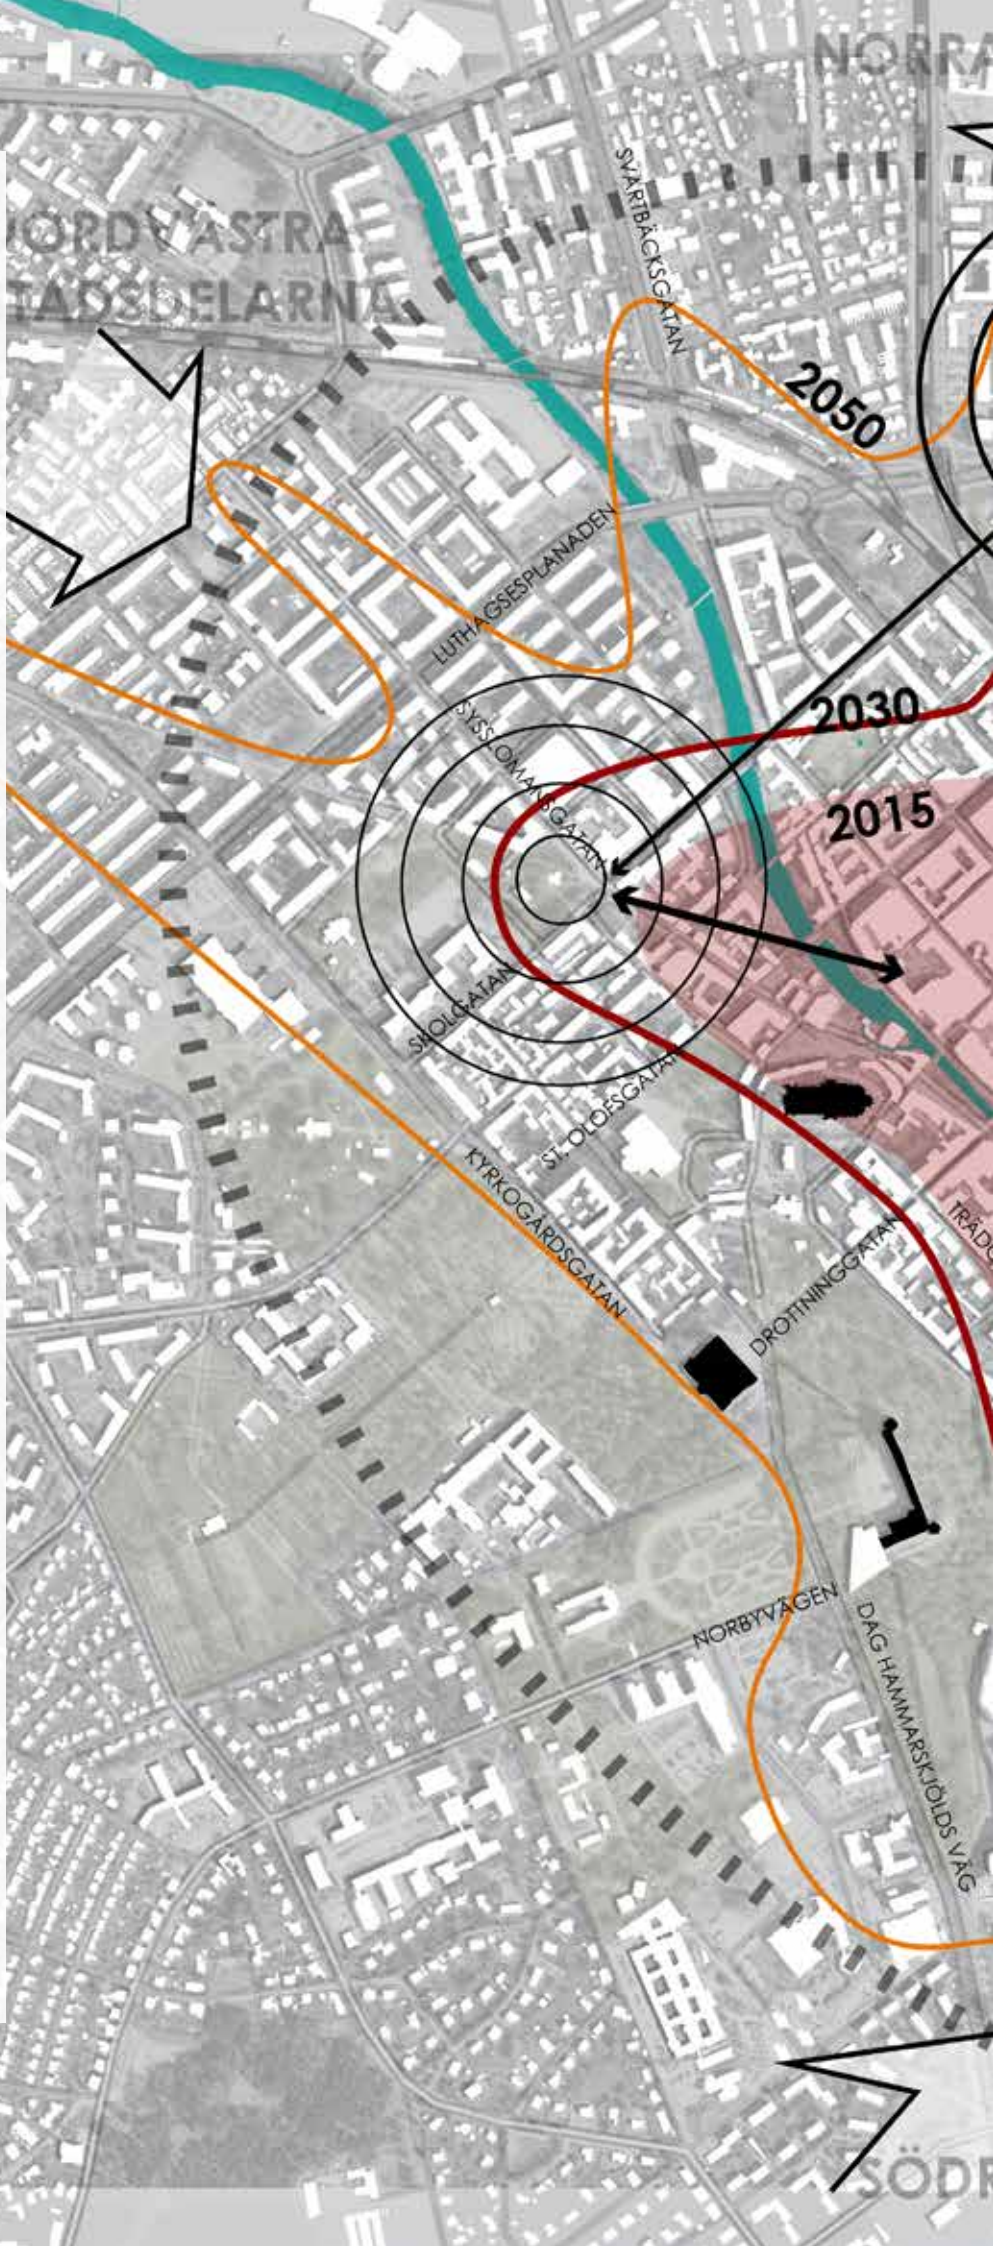 NORRA
SVARTBÄCKSGATAN
NORDVÄSTRA
STADSDELARNA
2050
LUTHAGSESPLANADEN
SYSSLOMANSGATAN
2030
2015
SKOLGATAN
ST. OLOFSGATAN
KYRKOGÅRDSGATAN
TRÄDG
DROTTNINGGATAN
NORBYVÄGEN
DAG HAMMARSKJÖLDS VÄG
SÖDR